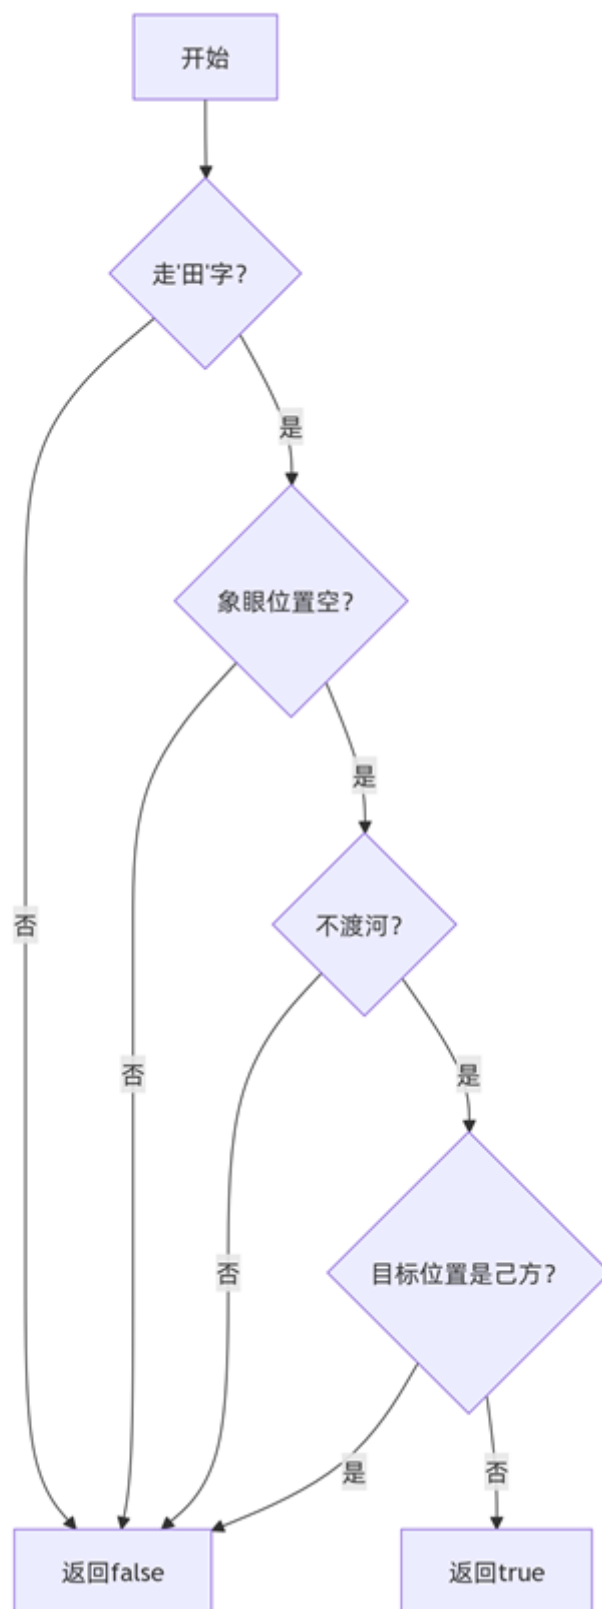 开始
走'田'字?
是
象眼位置空?
是
否
不渡河?
否
是
否
目标位置是己方?
是
否
返回false
返回true